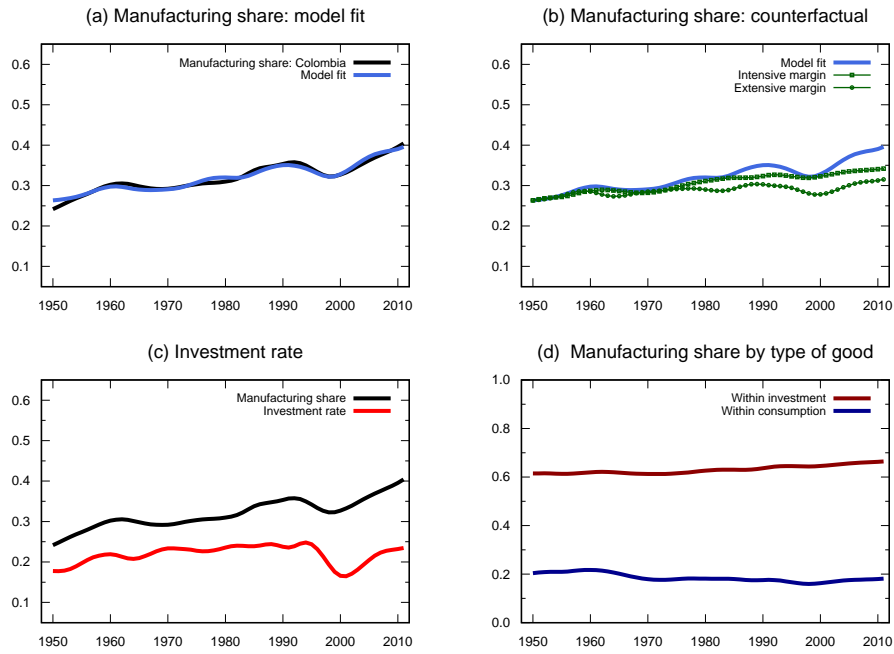 (a) Manufacturing share: model fit
0.6
0.5
0.4
0.3
0.2
0.1
Manufacturing share: Colombia
Model fit
1950 1960 1970 1980 1990 2000 2010
(b) Manufacturing share: counterfactual
0.6
0.5
0.4
0.3
0.2
0.1
Model fit
Intensive margin
Extensive margin
1950 1960 1970 1980 1990 2000 2010
(c) Investment rate
0.6
0.5
0.4
0.3
0.2
0.1
Manufacturing share
Investment rate
1950 1960 1970 1980 1990 2000 2010
(d) Manufacturing share by type of good
1.0
0.8
0.6
0.4
0.2
0.0
Within investment
Within consumption
1950 1960 1970 1980 1990 2000 2010